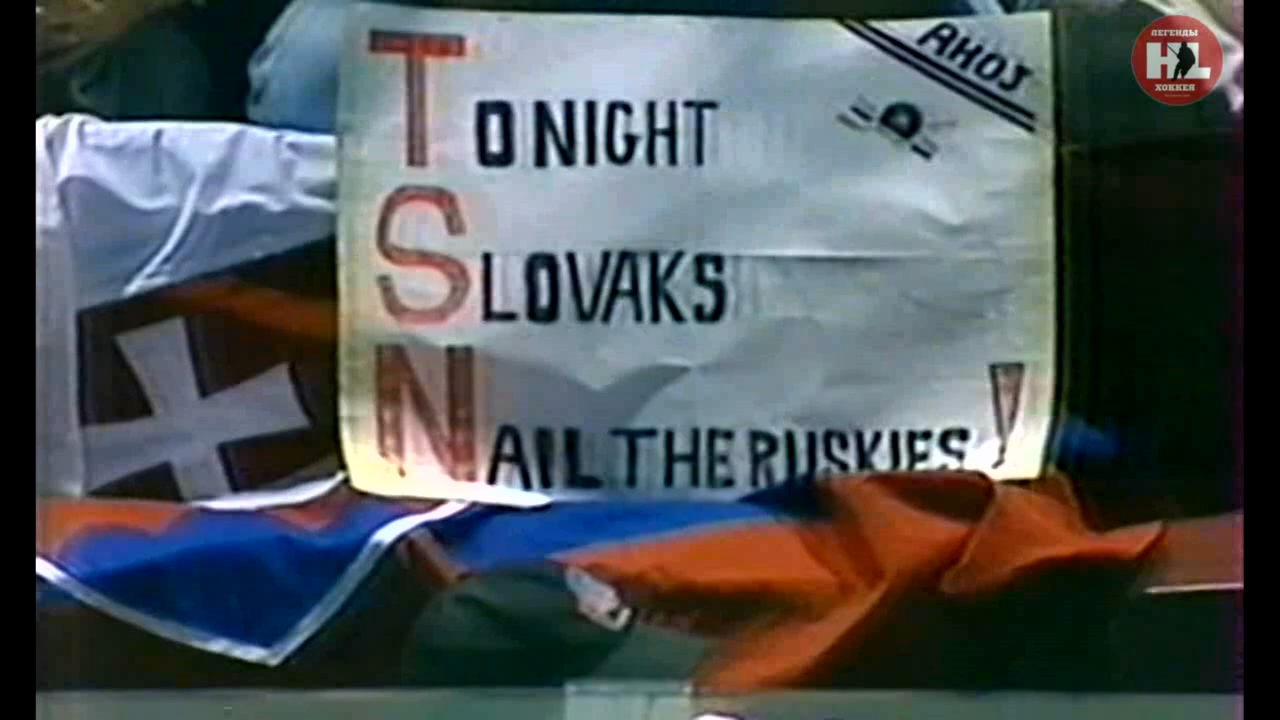 AHOJ
TONIGHT
SLOVAKS
NAIL THE RUSKIES!
ЛЕГЕНДЫ
HL
ХОККЕЯ